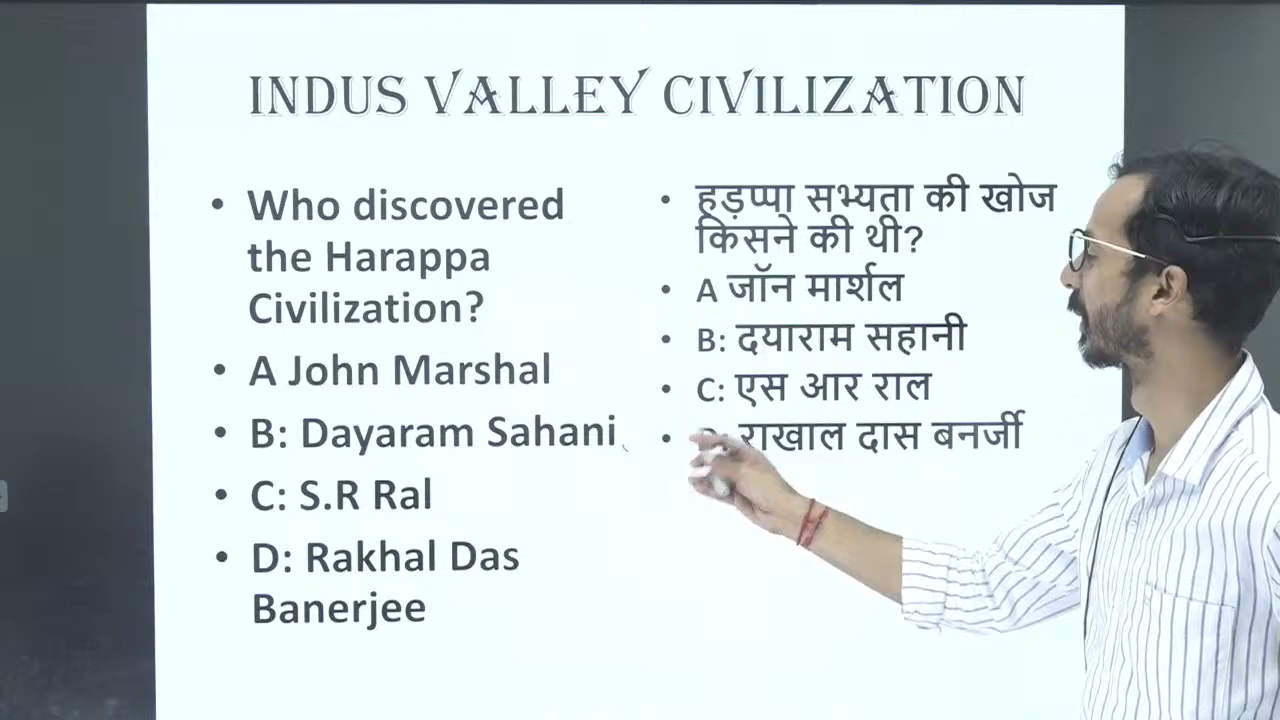 INDUS VALLEY CIVILIZATION
• Who discovered
the Harappa
Civilization?
• A John Marshal
• B: Dayaram Sahani
• C: S.R Ral
• D: Rakhal Das
Banerjee
• हड़प्पा सभ्यता की खोज
किसने की थी?
• A जॉन मार्शल
• B: दयाराम सहानी
• C: एस आर राल
• राखाल दास बनर्जी